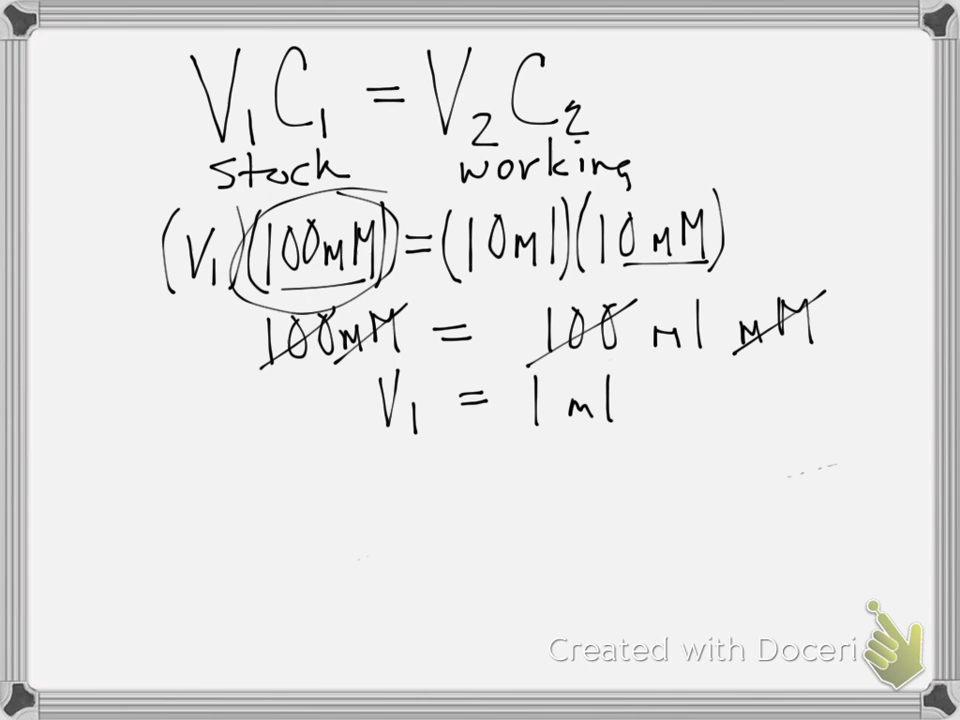 V₁C₁ = V₂C₂
stock working
(V₁)(100mM) = (10ml)(10mM)
100mM = 100 ml mM
V₁ = 1 ml
Created with Doceri